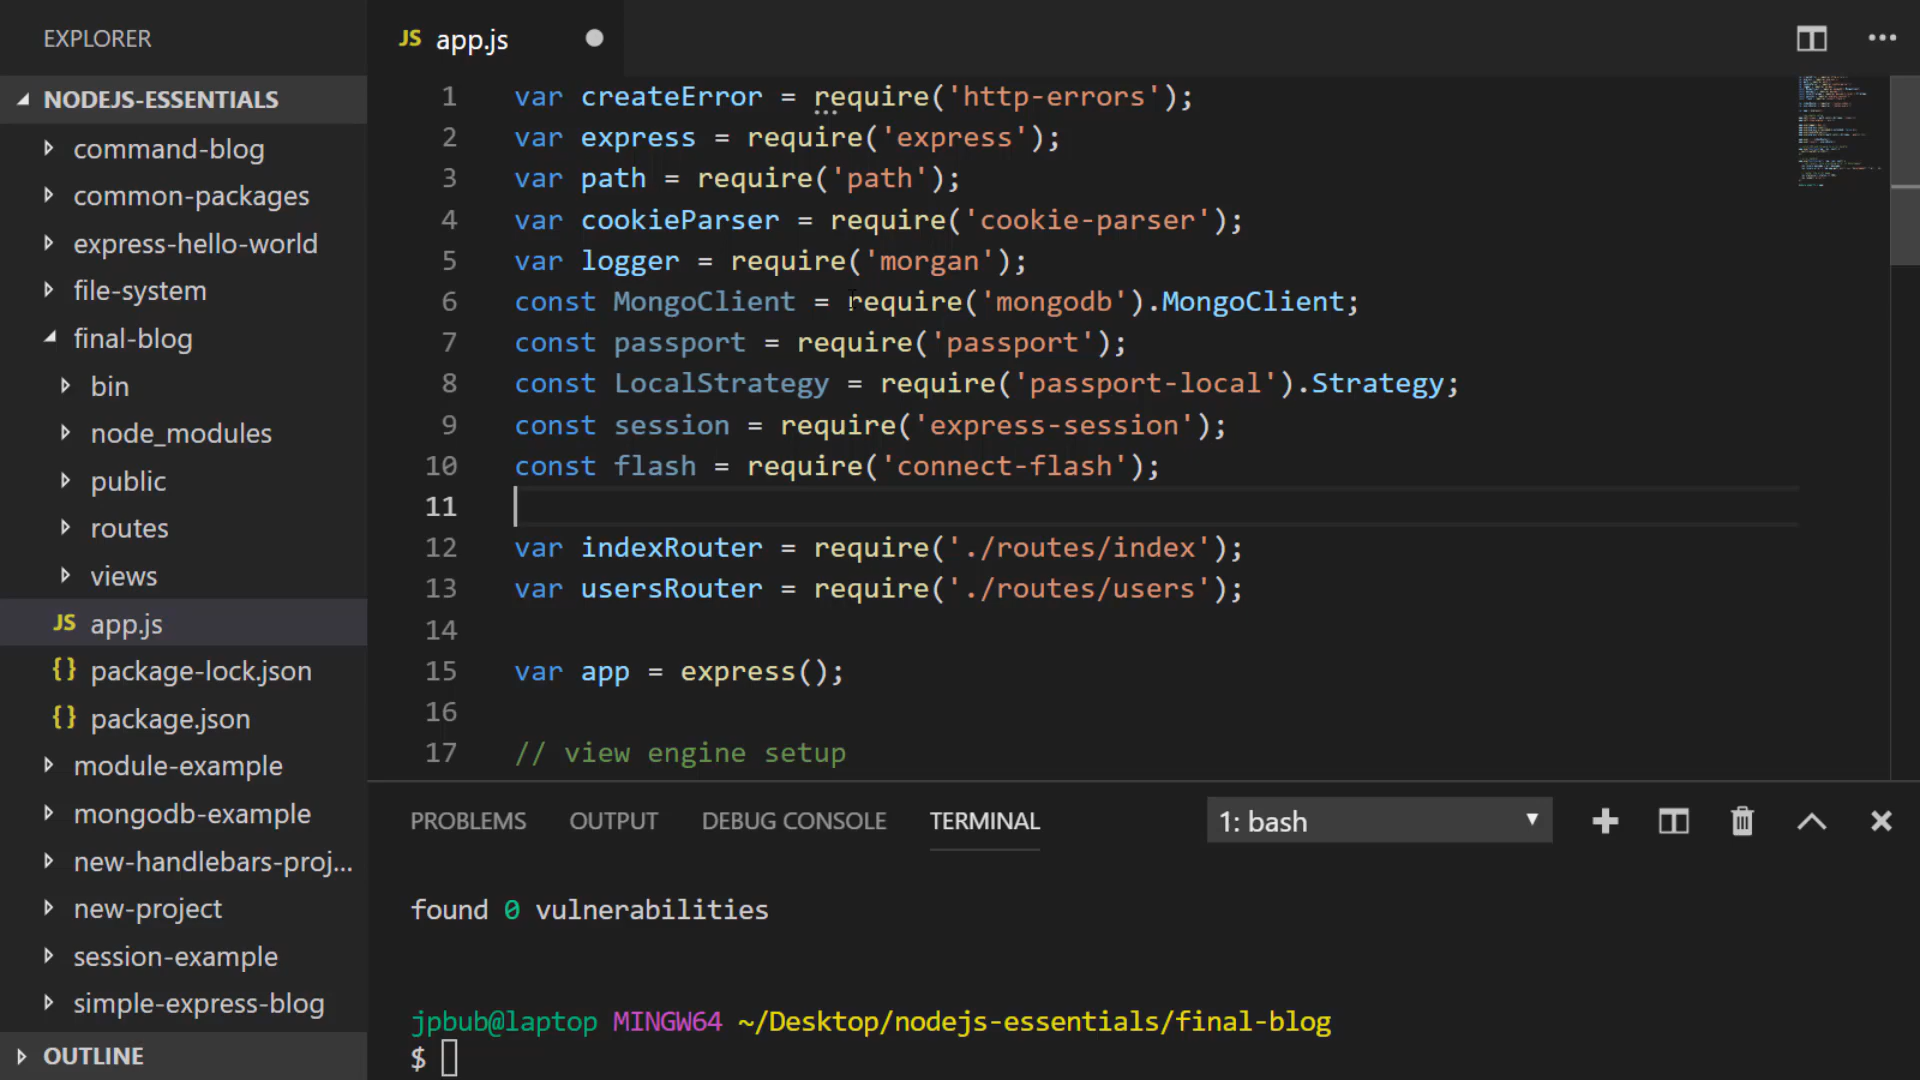 EXPLORER
NODEJS-ESSENTIALS
command-blog
common-packages
express-hello-world
file-system
final-blog
bin
node_modules
public
routes
views
JS app.js
{} package-lock.json
{} package.json
module-example
mongodb-example
new-handlebars-proj...
new-project
session-example
simple-express-blog
OUTLINE
JS app.js
1 var createError = require('http-errors');
2 var express = require('express');
3 var path = require('path');
4 var cookieParser = require('cookie-parser');
5 var logger = require('morgan');
6 const MongoClient = require('mongodb').MongoClient;
7 const passport = require('passport');
8 const LocalStrategy = require('passport-local').Strategy;
9 const session = require('express-session');
10 const flash = require('connect-flash');
11
12 var indexRouter = require('./routes/index');
13 var usersRouter = require('./routes/users');
14
15 var app = express();
16
17 // view engine setup
PROBLEMS OUTPUT DEBUG CONSOLE TERMINAL 1: bash
found 0 vulnerabilities
jpbub@laptop MINGW64 ~/Desktop/nodejs-essentials/final-blog
$